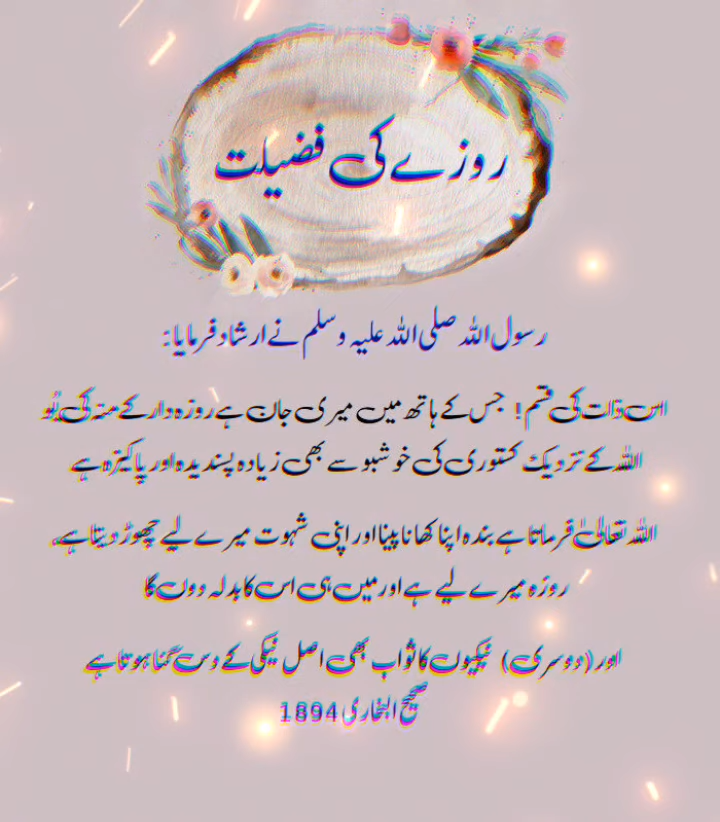 روزے کی فضیلت
رسول اللہ صلی اللہ علیہ وسلم نے ارشاد فرمایا:
اس ذات کی قسم! جس کے ہاتھ میں میری جان ہے روزہ دار کے منہ کی بُو
اللہ کے نزدیک کستوری کی خوشبو سے بھی زیادہ پسندیدہ اور پاکیزہ ہے
اللہ تعالیٰ فرماتا ہے بندہ اپنا کھانا پینا اور اپنی شہوت میرے لیے چھوڑ دیتا ہے،
روزہ میرے لیے ہے اور میں ہی اس کا بدلہ دوں گا
اور (دوسری) نیکیوں کا ثواب بھی اصل نیکی کے دس گنا ہوتا ہے
صحیح البخاری 1894